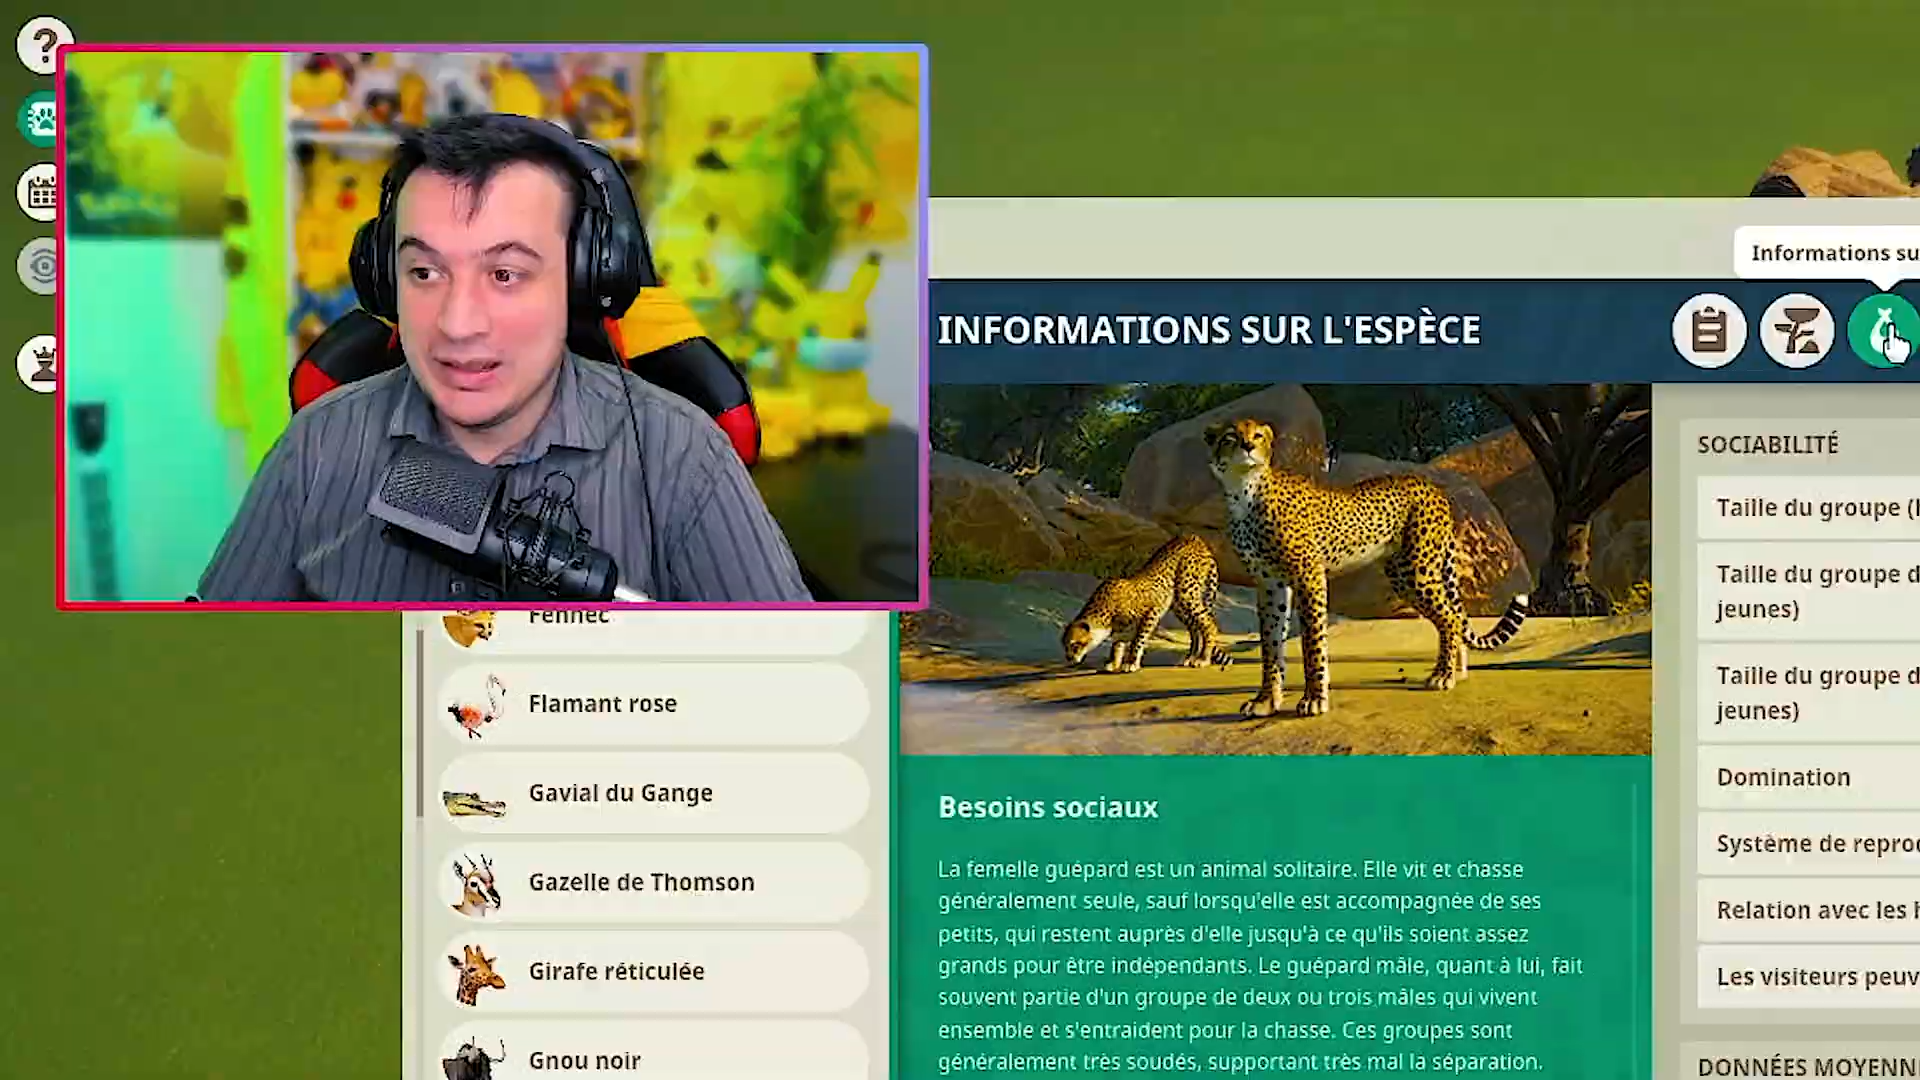 ?
Informations su
INFORMATIONS SUR L'ESPÈCE
SOCIABILITÉ
Taille du groupe (
Taille du groupe d
jeunes)
Taille du groupe d
jeunes)
Domination
Système de repro
Relation avec les
Les visiteurs peuv
DONNÉES MOYENN
Fennec
Flamant rose
Gavial du Gange
Gazelle de Thomson
Girafe réticulée
Gnou noir
Besoins sociaux
La femelle guépard est un animal solitaire. Elle vit et chasse
généralement seule, sauf lorsqu'elle est accompagnée de ses
petits, qui restent auprès d'elle jusqu'à ce qu'ils soient assez
grands pour être indépendants. Le guépard mâle, quant à lui, fait
souvent partie d'un groupe de deux ou trois mâles qui vivent
ensemble et s'entraident pour la chasse. Ces groupes sont
généralement très soudés, supportant très mal la séparation.